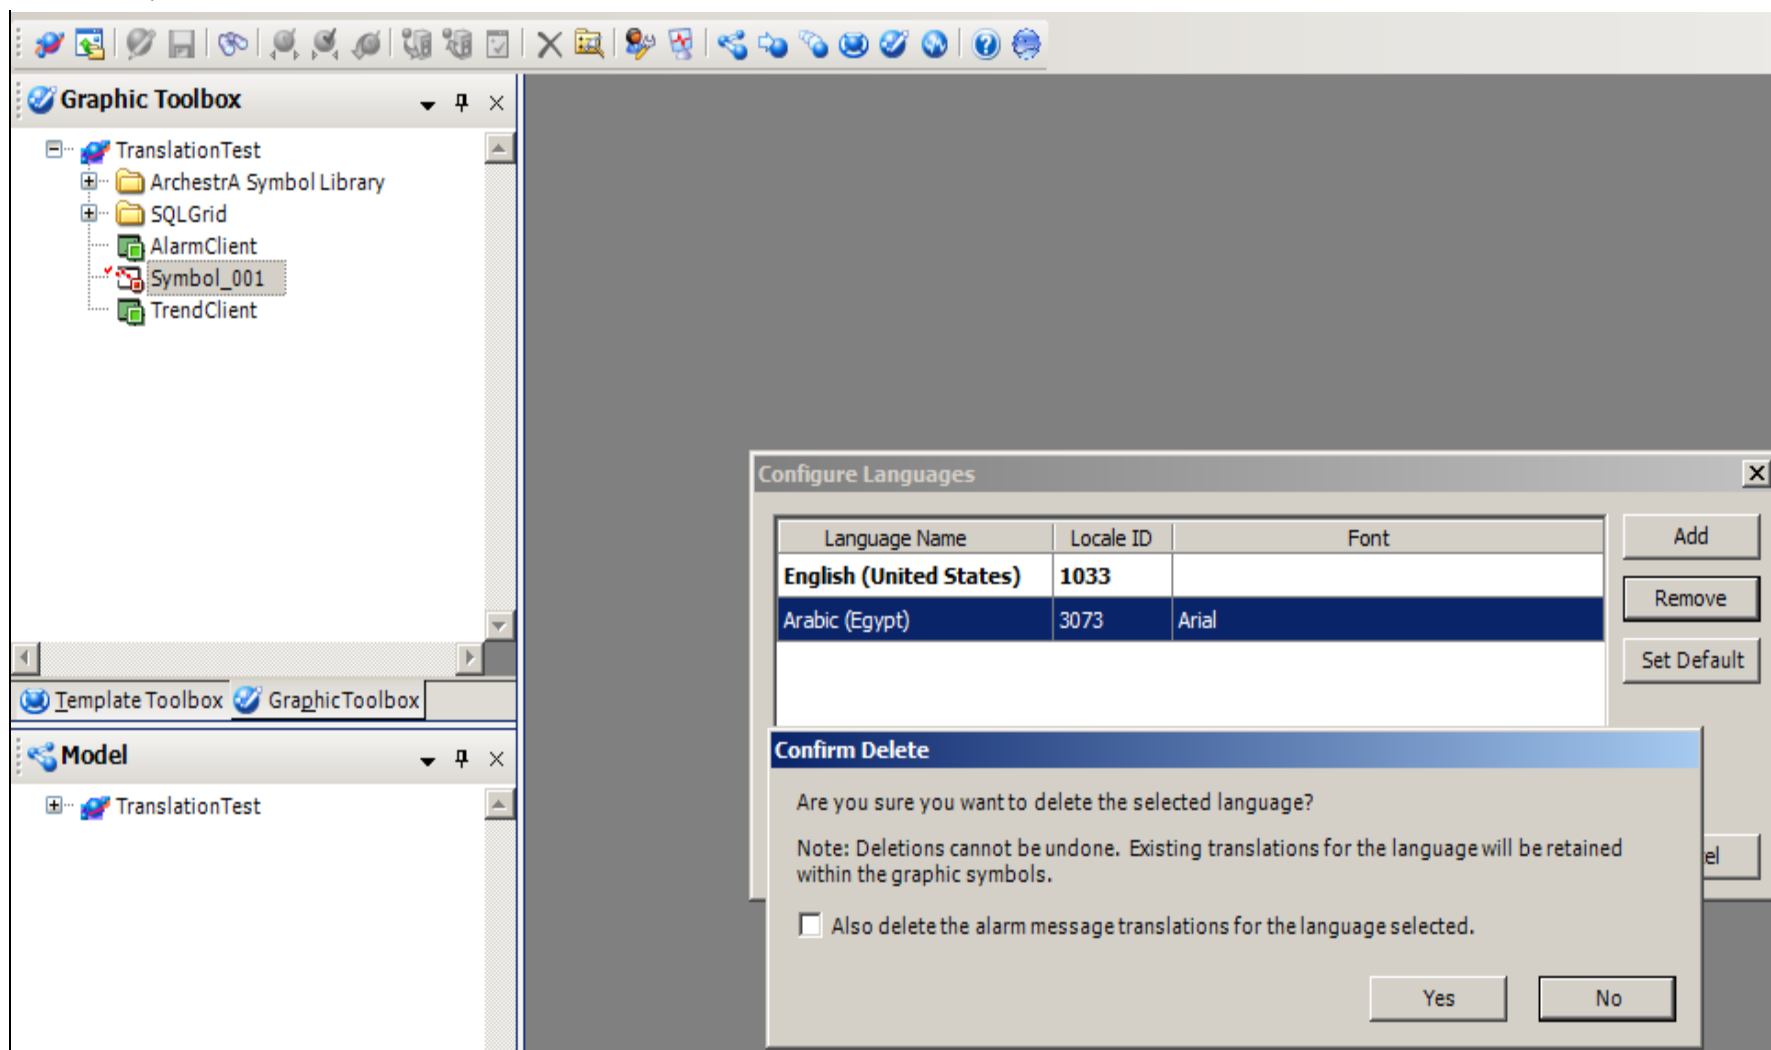 Graphic Toolbox
TranslationTest
ArchestrA Symbol Library
SQLGrid
AlarmClient
Symbol_001
TrendClient
Template Toolbox
GraphicToolbox
Model
TranslationTest
Configure Languages
Language Name Locale ID Font
English (United States) 1033
Arabic (Egypt) 3073 Arial
Add
Remove
Set Default
Confirm Delete
Are you sure you want to delete the selected language?
Note: Deletions cannot be undone. Existing translations for the language will be retained
within the graphic symbols.
Also delete the alarm message translations for the language selected.
Yes
No